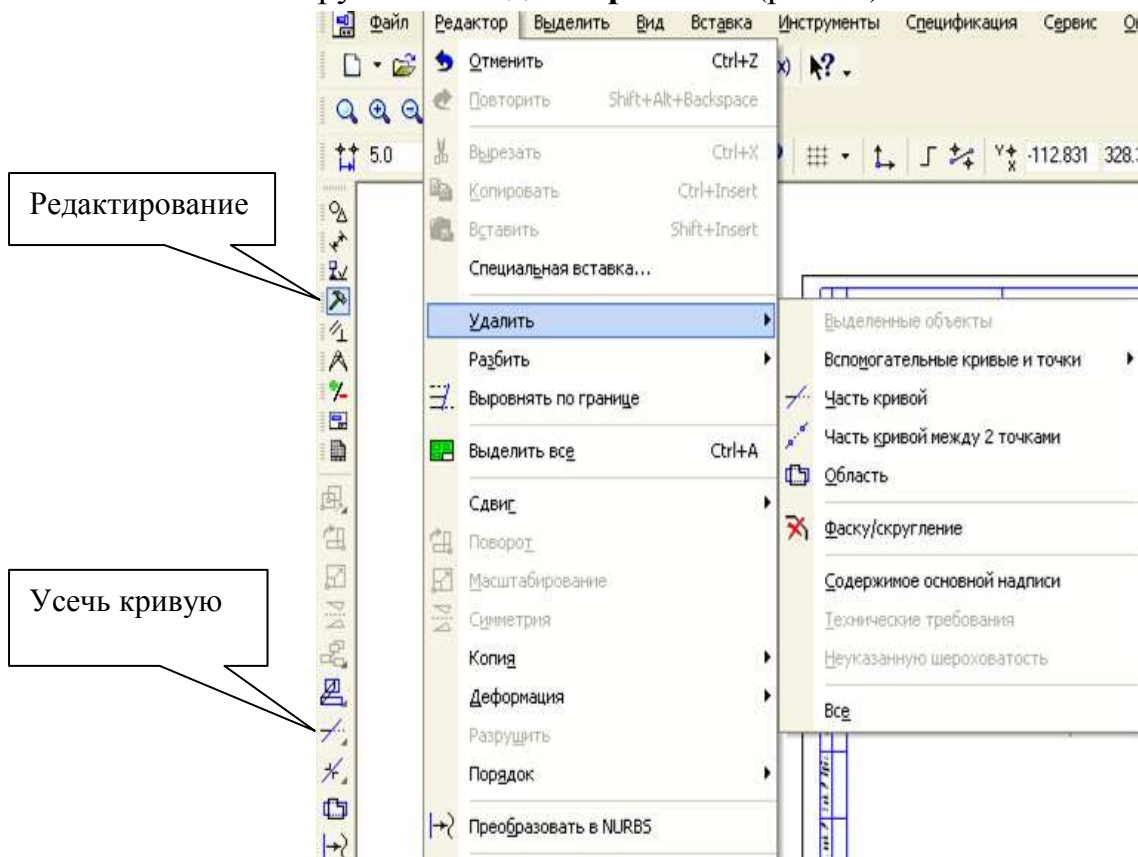 Файл Редактор Выделить Вид Вставка Инструменты Спецификация Сервис
Отменить Ctrl+Z
Повторить Shift+Alt+Backspace
5.0
Вырезать Ctrl+X
-112.831
Копировать Ctrl+Insert
Вставить Shift+Insert
Специальная вставка...
Редактирование
Удалить
Разбить
Выровнять по границе
Выделить все Ctrl+A
Сдвиг
Поворот
Масштабирование
Симметрия
Копия
Деформация
Разрушить
Порядок
Преобразовать в NURBS
Выделенные объекты
Вспомогательные кривые и точки
Часть кривой
Часть кривой между 2 точками
Область
Фаску/скругление
Содержимое основной надписи
Технические требования
Неуказанную шероховатость
Все
Усечь кривую